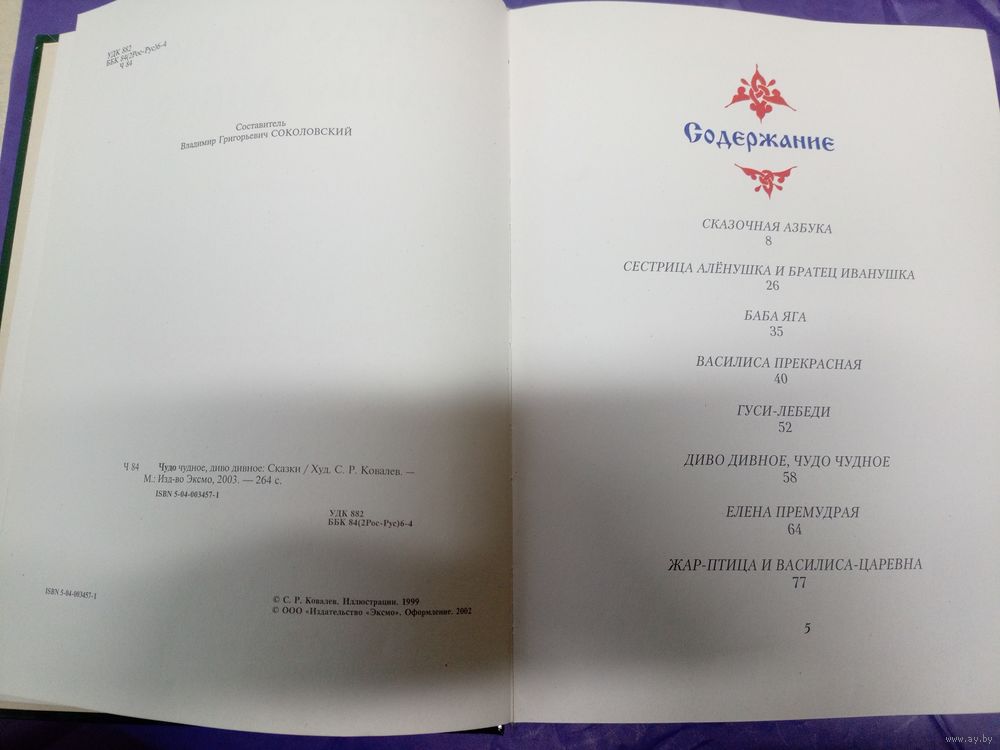 УДК 882
ББК 84(2Рос-Рус)6-4
Ч 84
Составитель
Владимир Григорьевич СОКОЛОВСКИЙ
Ч 84 Чудо чудное, диво дивное: Сказки / Худ. С. Р. Ковалев. —
М.: Изд-во Эксмо, 2003. — 264 с.
ISBN 5-04-003457-1
УДК 882
ББК 84(2Рос-Рус)6-4
ISBN 5-04-003457-1
© С. Р. Ковалев. Иллюстрации. 1999
© ООО «Издательство «Эксмо». Оформление. 2002
Содержание
СКАЗОЧНАЯ АЗБУКА
8
СЕСТРИЦА АЛЁНУШКА И БРАТЕЦ ИВАНУШКА
26
БАБА ЯГА
35
ВАСИЛИСА ПРЕКРАСНАЯ
40
ГУСИ-ЛЕБЕДИ
52
ДИВО ДИВНОЕ, ЧУДО ЧУДНОЕ
58
ЕЛЕНА ПРЕМУДРАЯ
64
ЖАР-ПТИЦА И ВАСИЛИСА-ЦАРЕВНА
77
5
www.ay.by